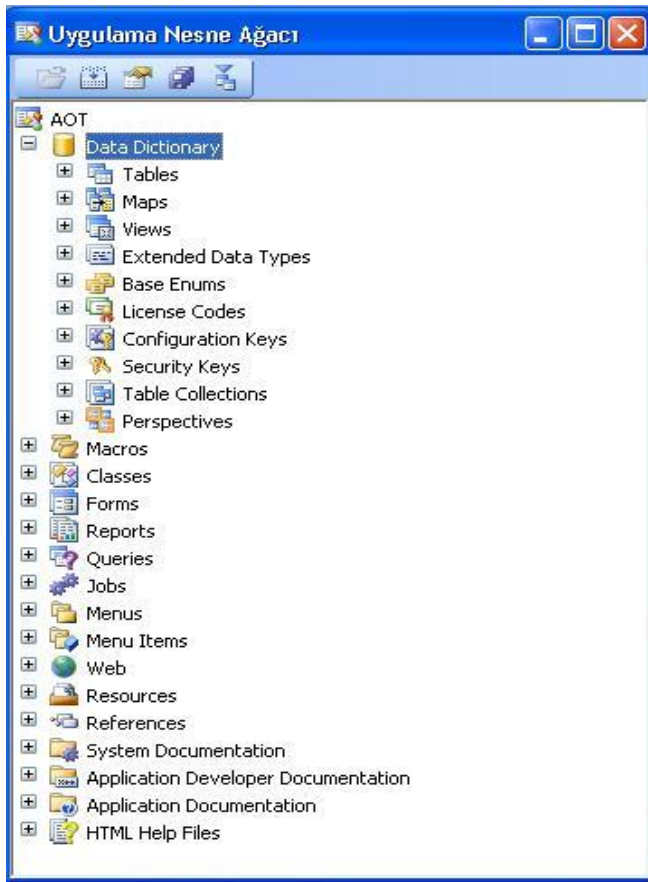 Uygulama Nesne Ağacı
AOT
Data Dictionary
Tables
Maps
Views
Extended Data Types
Base Enums
License Codes
Configuration Keys
Security Keys
Table Collections
Perspectives
Macros
Classes
Forms
Reports
Queries
Jobs
Menus
Menu Items
Web
Resources
References
System Documentation
Application Developer Documentation
Application Documentation
HTML Help Files